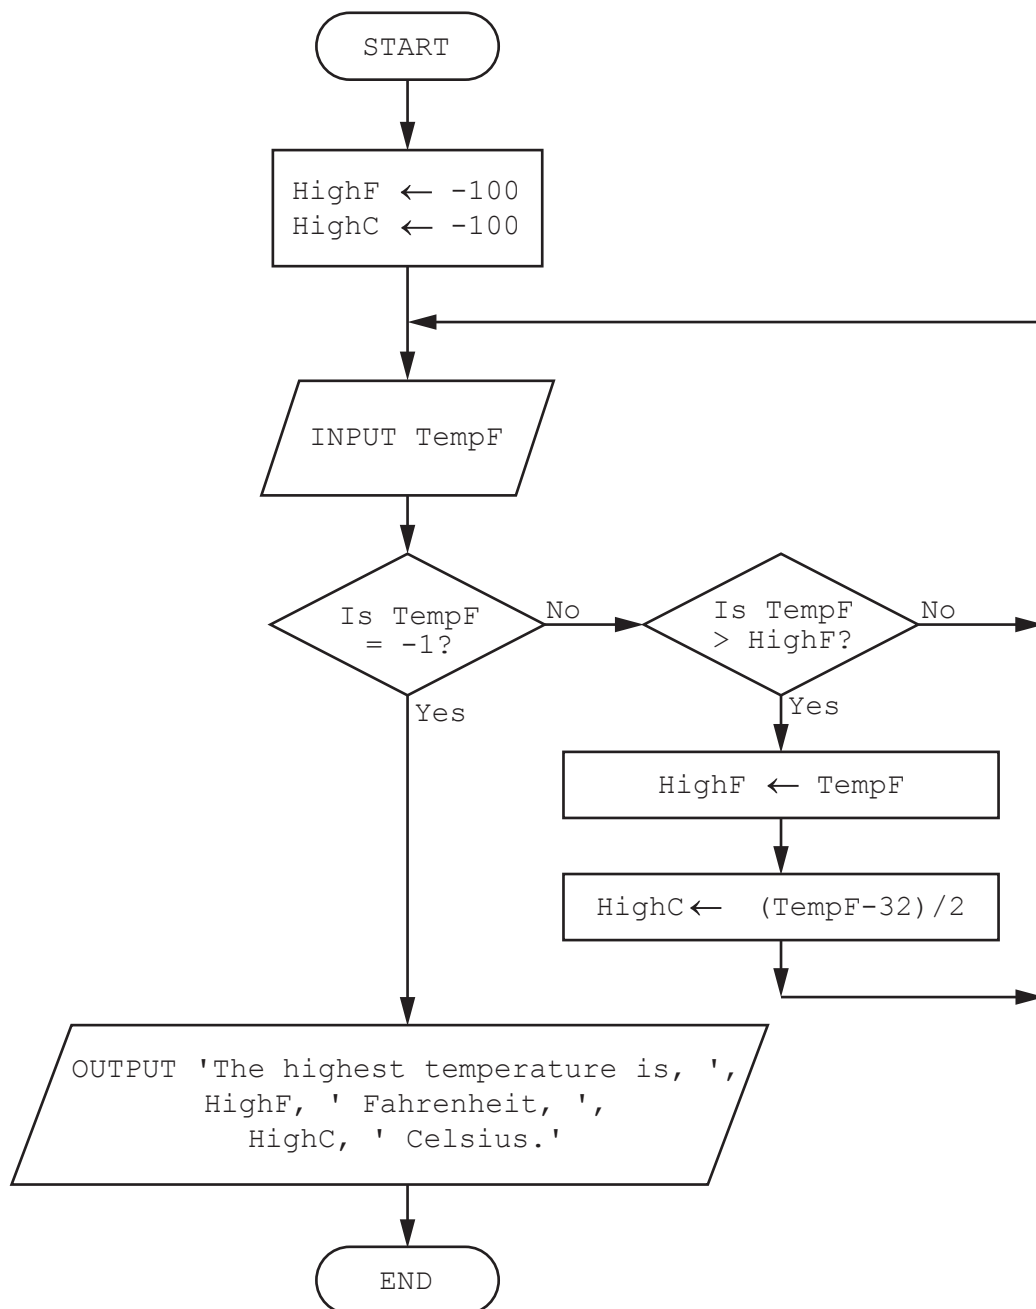 START
HighF ← -100
HighC ← -100
INPUT TempF
Is TempF
= -1?
No
Yes
Is TempF
> HighF?
No
Yes
HighF ← TempF
HighC← (TempF-32)/2
OUTPUT 'The highest temperature is, ',
HighF, ' Fahrenheit, ',
HighC, ' Celsius.'
END